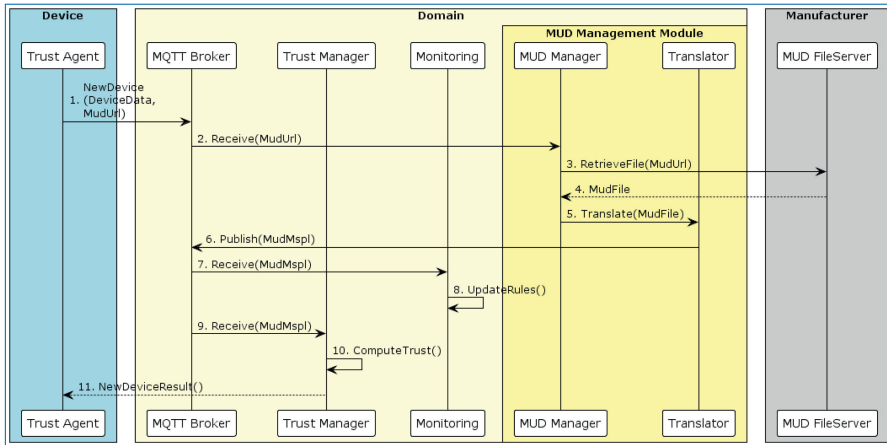 Device
Domain
Manufacturer
MUD Management Module
Trust Agent
MQTT Broker
Trust Manager
Monitoring
MUD Manager
Translator
MUD FileServer
NewDevice
1. (DeviceData,
MudUrl)
2. Receive(MudUrl)
3. RetrieveFile(MudUrl)
4. MudFile
5. Translate(MudFile)
6. Publish(MudMspl)
7. Receive(MudMspl)
8. UpdateRules()
9. Receive(MudMspl)
10. ComputeTrust()
11. NewDeviceResult()
Trust Agent
MQTT Broker
Trust Manager
Monitoring
MUD Manager
Translator
MUD FileServer